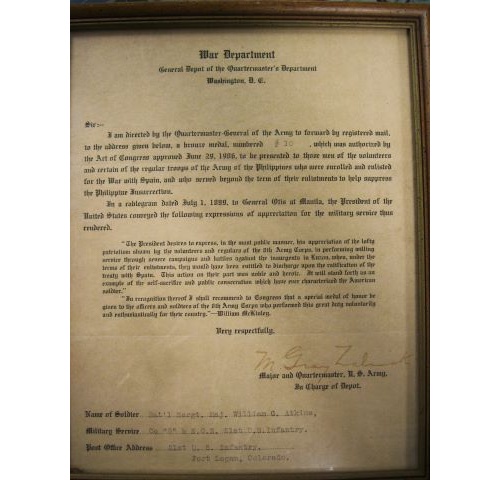 War Department
General Depot of the Quartermaster's Department
Washington, D. C.
Sir:—
I am directed by the Quartermaster-General of the Army to forward by registered mail,
to the address given below, a bronze medal, numbered # 10 , which was authorized by
the Act of Congress approved June 29, 1906, to be presented to those men of the volunteers
and certain of the regular troops of the Army of the Philippines who were enrolled and enlisted
for the War with Spain, and who served beyond the term of their enlistments to help suppress
the Philippine Insurrection.
In a cablegram dated July 1, 1899, to General Otis at Manila, the President of the
United States conveyed the following expressions of appreciation for the military service thus
rendered.
"The President desires to express, in the most public manner, his appreciation of the lofty
patriotism shown by the volunteers and regulars of the 8th Army Corps, in performing willing
service through severe campaigns and battles against the insurgents in Luzon, when, under the
terms of their enlistments, they would have been entitled to discharge upon the ratification of the
treaty with Spain. This action on their part was noble and heroic. It will stand forth as an
example of the self-sacrifice and public consecration which have ever characterized the American
soldier."
"In recognition thereof I shall recommend to Congress that a special medal of honor be
given to the officers and soldiers of the 8th Army Corps who performed this great duty voluntarily
and enthusiastically for their country."—William McKinley.
Very respectfully,
M. Gray
Major and Quartermaster, U. S. Army,
In Charge of Depot.
Name of Soldier Bat'l Sergt. Maj. William C. Atkins,
Military Service Co & N.C.S. 21st U.S.Infantry.
Post Office Address 21st U. S. Infantry.
Fort Logan, Colorado.